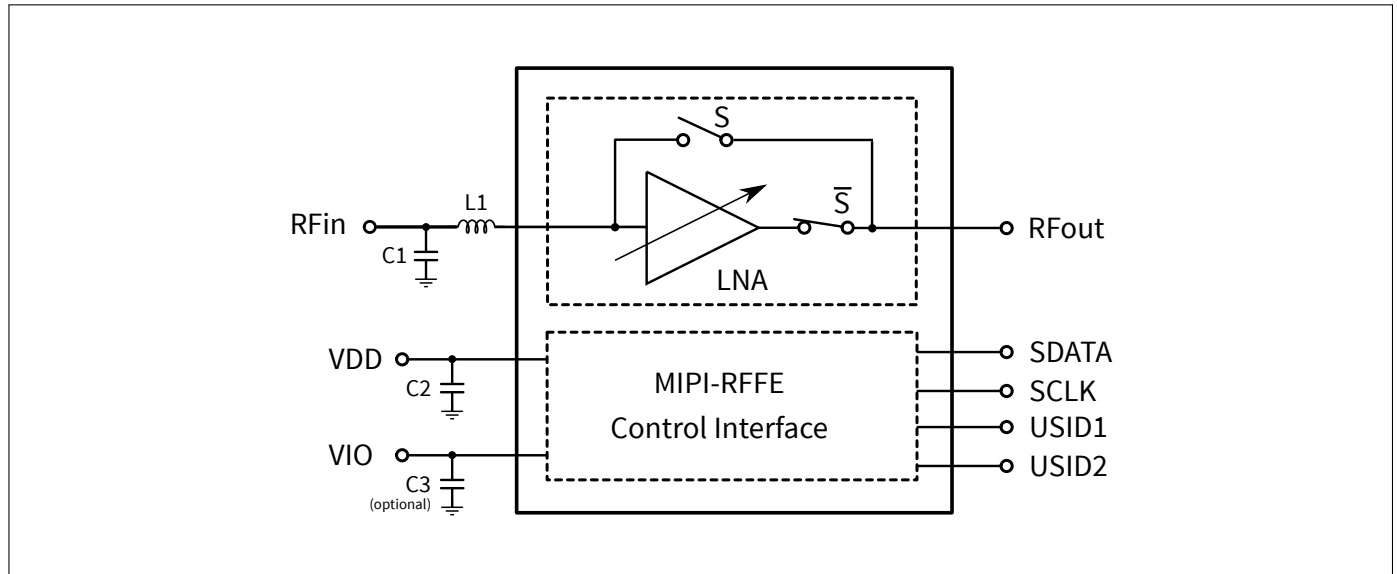 S
L1
S̅
RFin
RFout
C1
LNA
VDD
SDATA
C2
MIPI-RFFE
SCLK
Control Interface
USID1
VIO
USID2
C3
(optional)